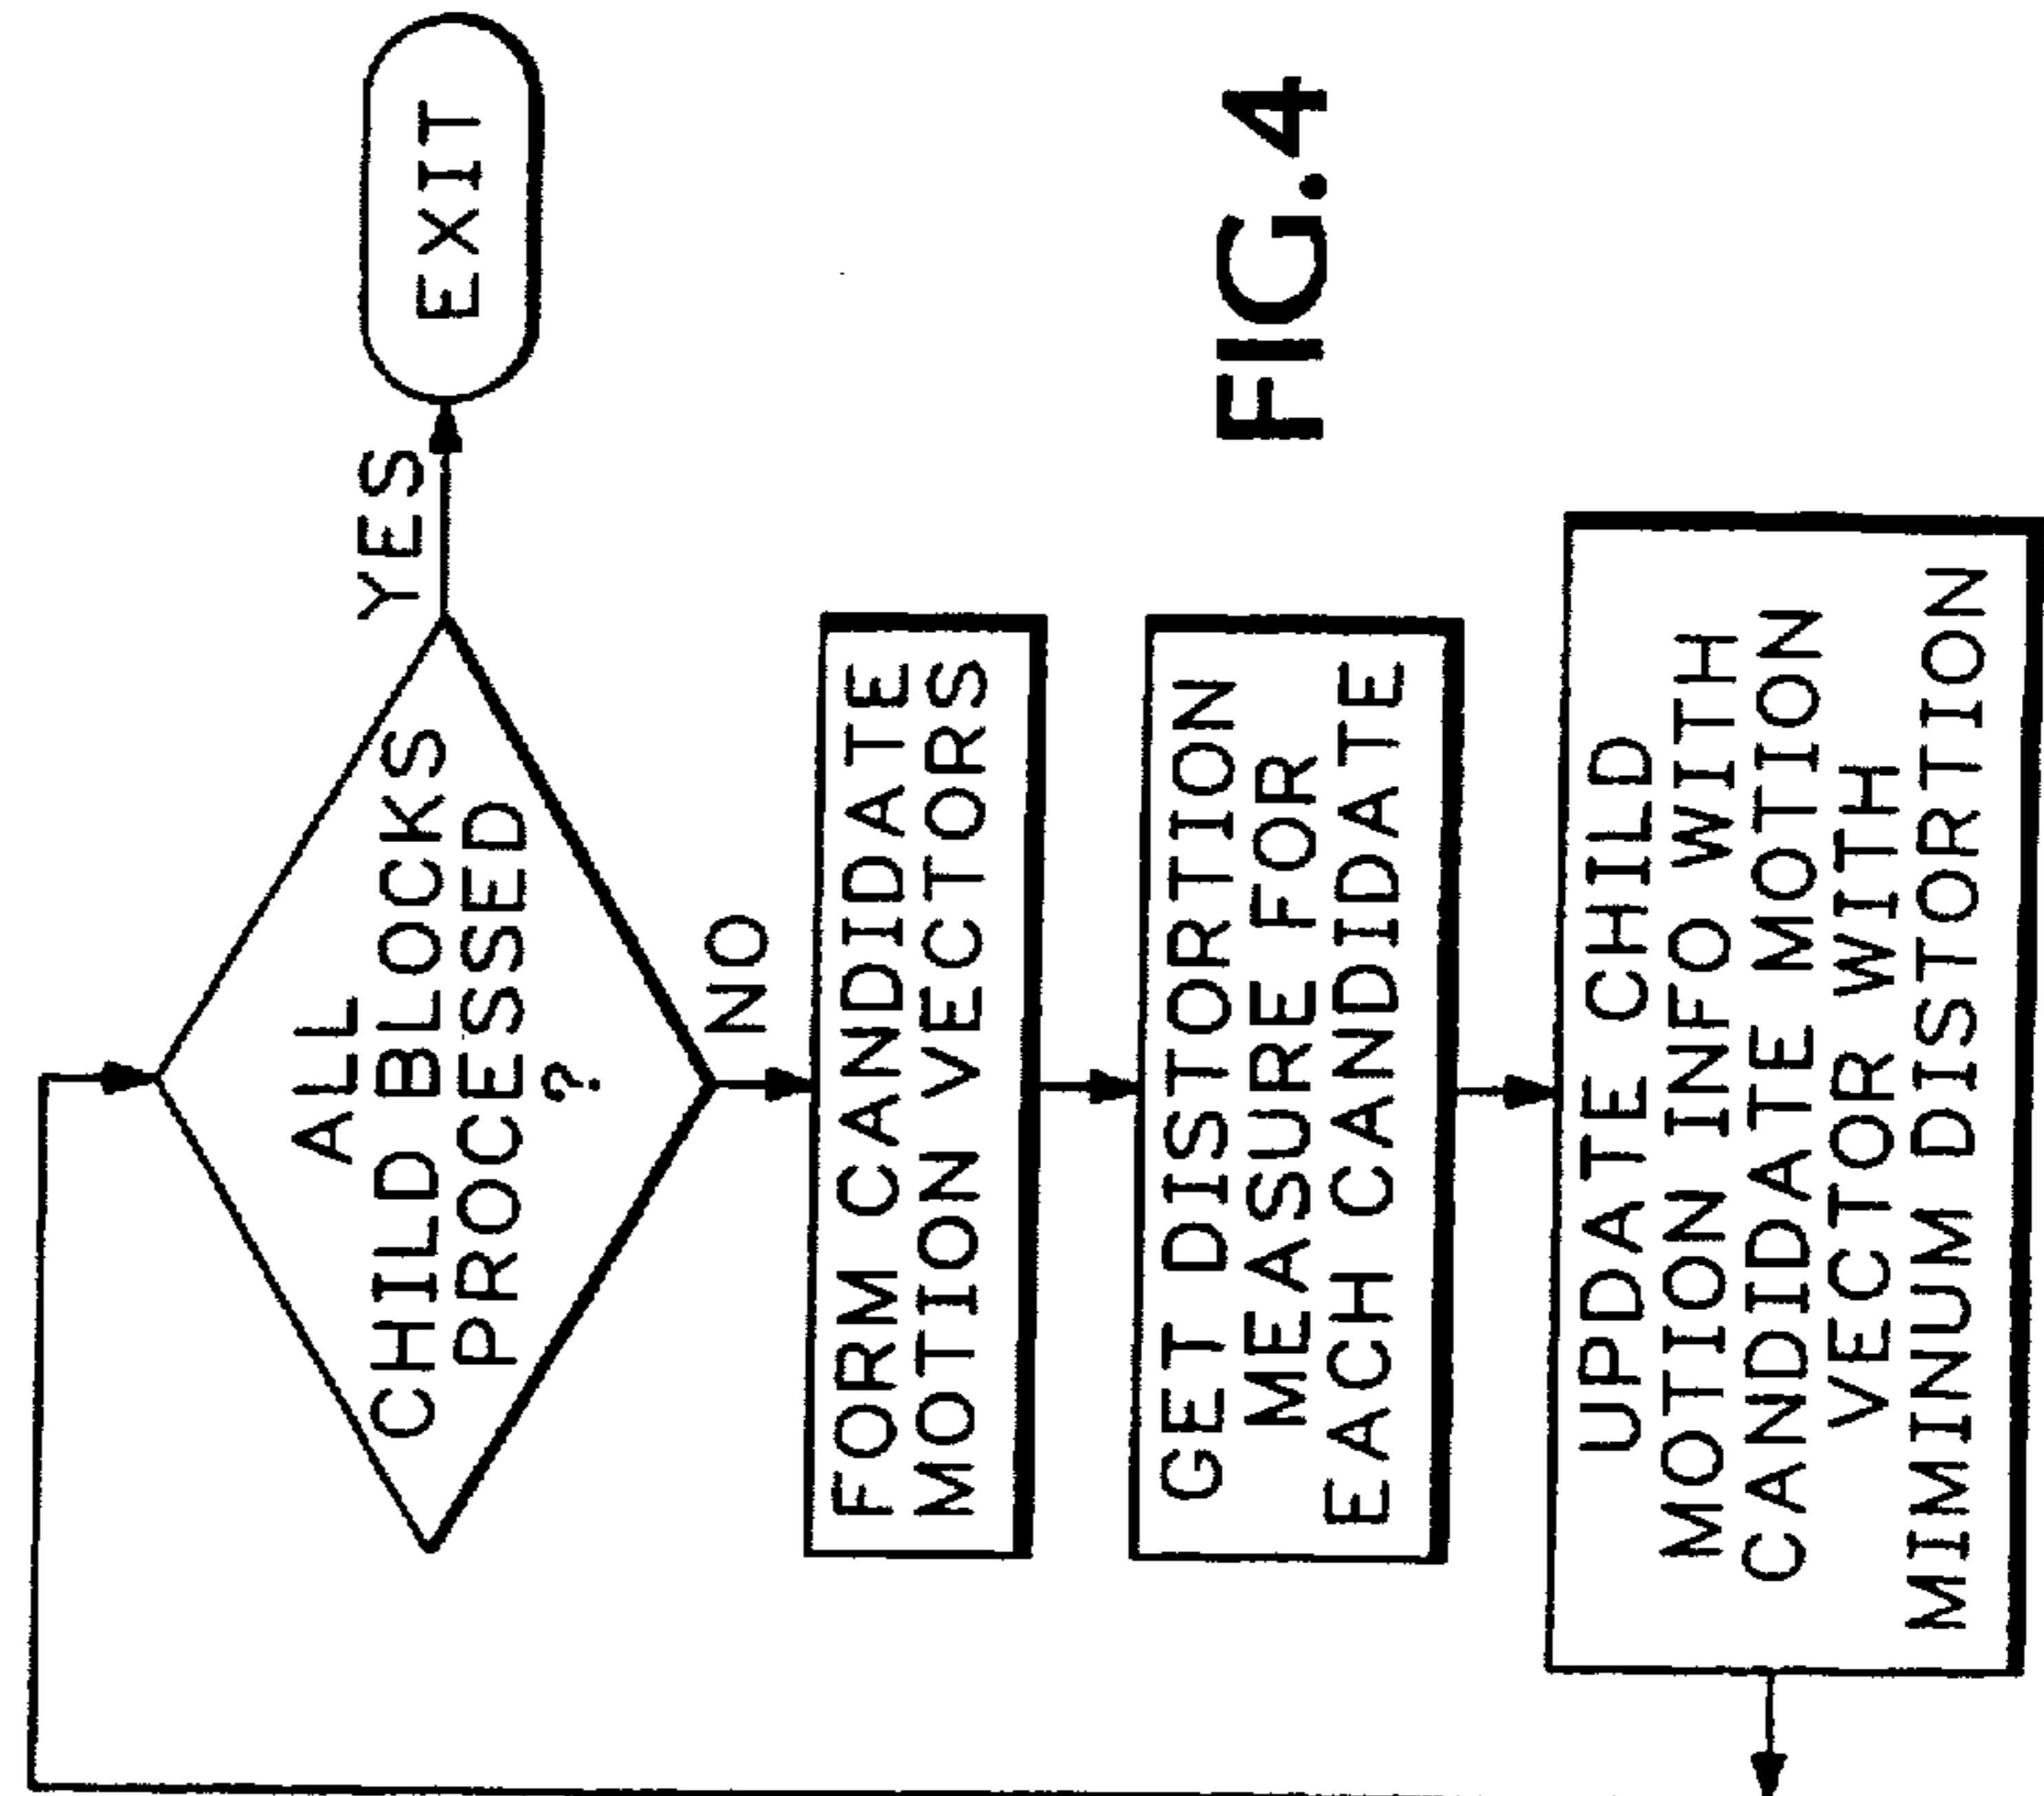 ALL
CHILD BLOCKS
PROCESSED
?
YES
EXIT
NO
FORM CANDIDATE
MOTION VECTORS
GET DISTORTION
MEASURE FOR
EACH CANDIDATE
UPDATE CHILD
MOTION INFO WITH
CANDIDATE MOTION
VECTOR WITH
MIMINUM DISTORTION
FIG.4